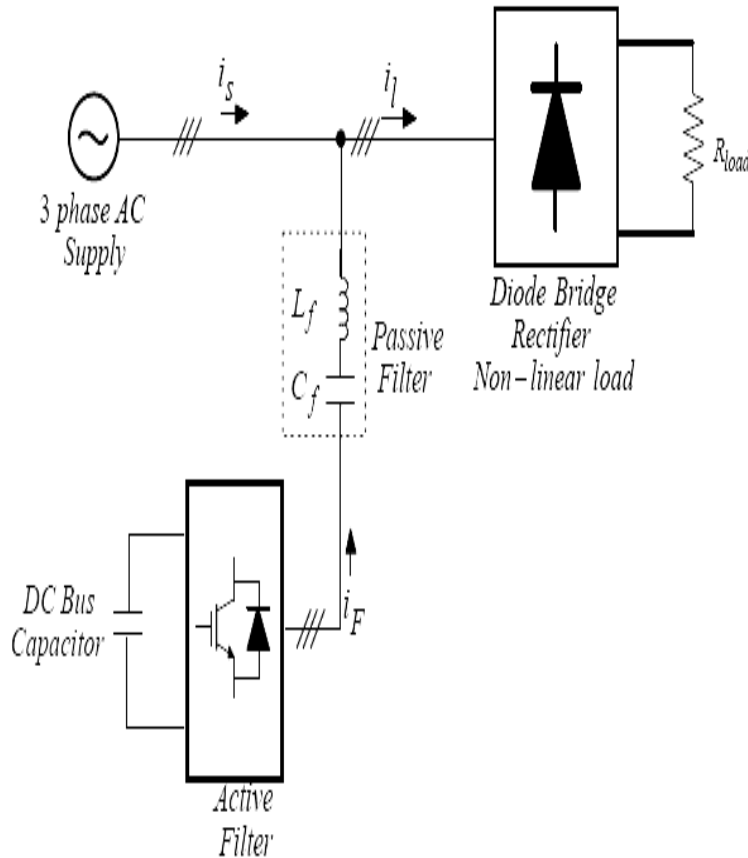 i_s
i_l
3 phase AC
Supply
R_load
Diode Bridge
Rectifier
Non-linear load
L_f
C_f
Passive
Filter
DC Bus
Capacitor
i_F
Active
Filter